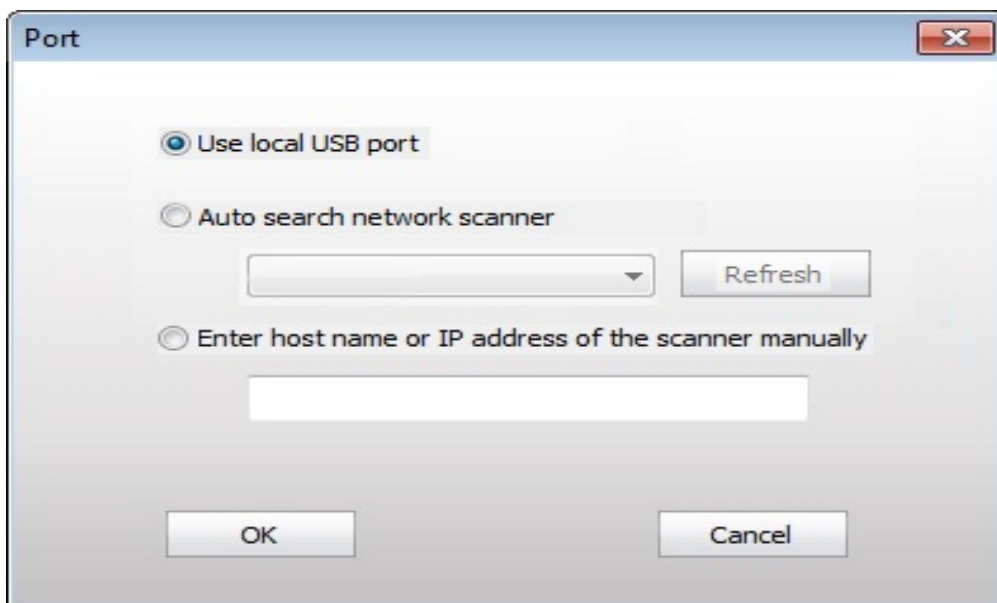 Port
Use local USB port
Auto search network scanner
Refresh
Enter host name or IP address of the scanner manually
OK
Cancel